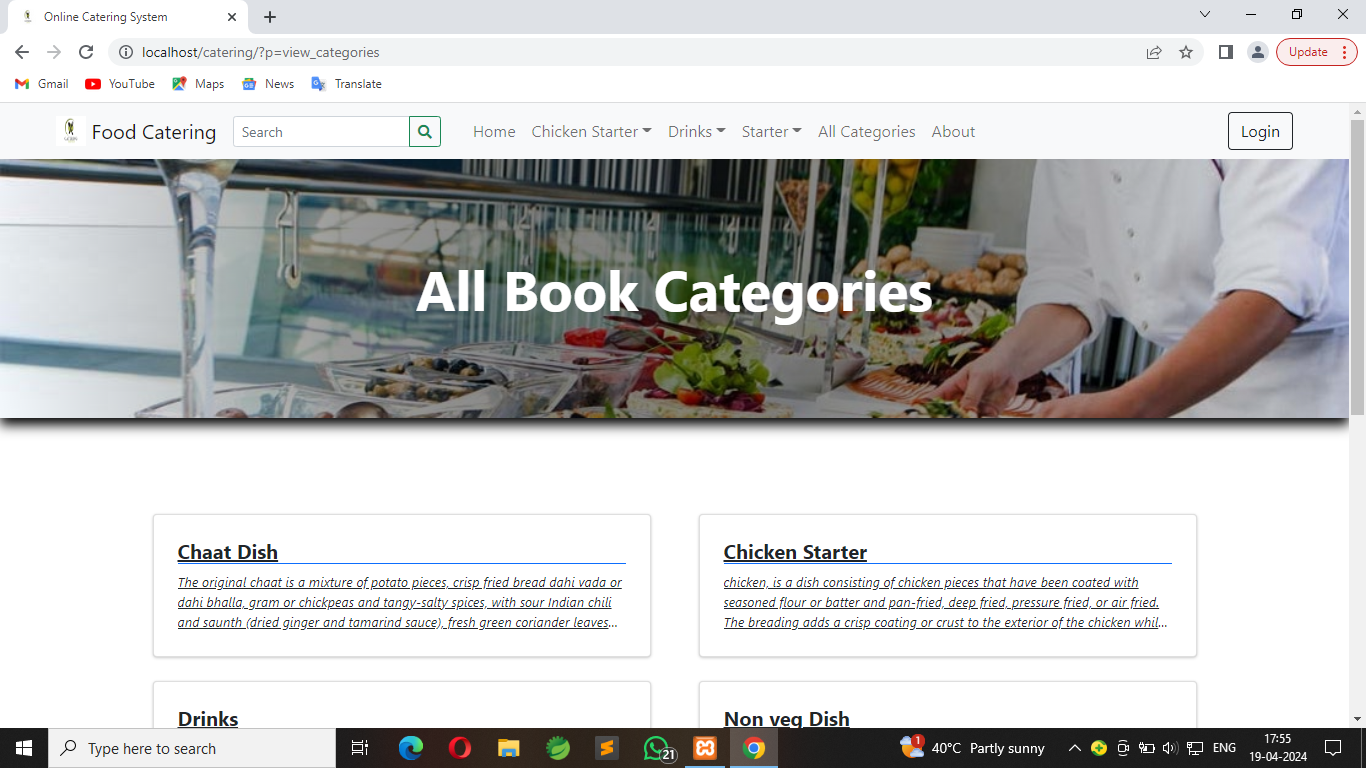 Online Catering System
localhost/catering/?p=view_categories
Update
Gmail YouTube Maps News Translate
Food Catering Search Home Chicken Starter Drinks Starter All Categories About Login
All Book Categories
Chaat Dish
The original chaat is a mixture of potato pieces, crisp fried bread dahi vada or
dahi bhalla, gram or chickpeas and tangy-salty spices, with sour Indian chili
and saunth (dried ginger and tamarind sauce), fresh green coriander leaves...
Chicken Starter
chicken, is a dish consisting of chicken pieces that have been coated with
seasoned flour or batter and pan-fried, deep fried, pressure fried, or air fried.
The breading adds a crisp coating or crust to the exterior of the chicken whil...
Drinks
Non veg Dish
Type here to search
21
1
40°C Partly sunny
ENG
17:55
19-04-2024